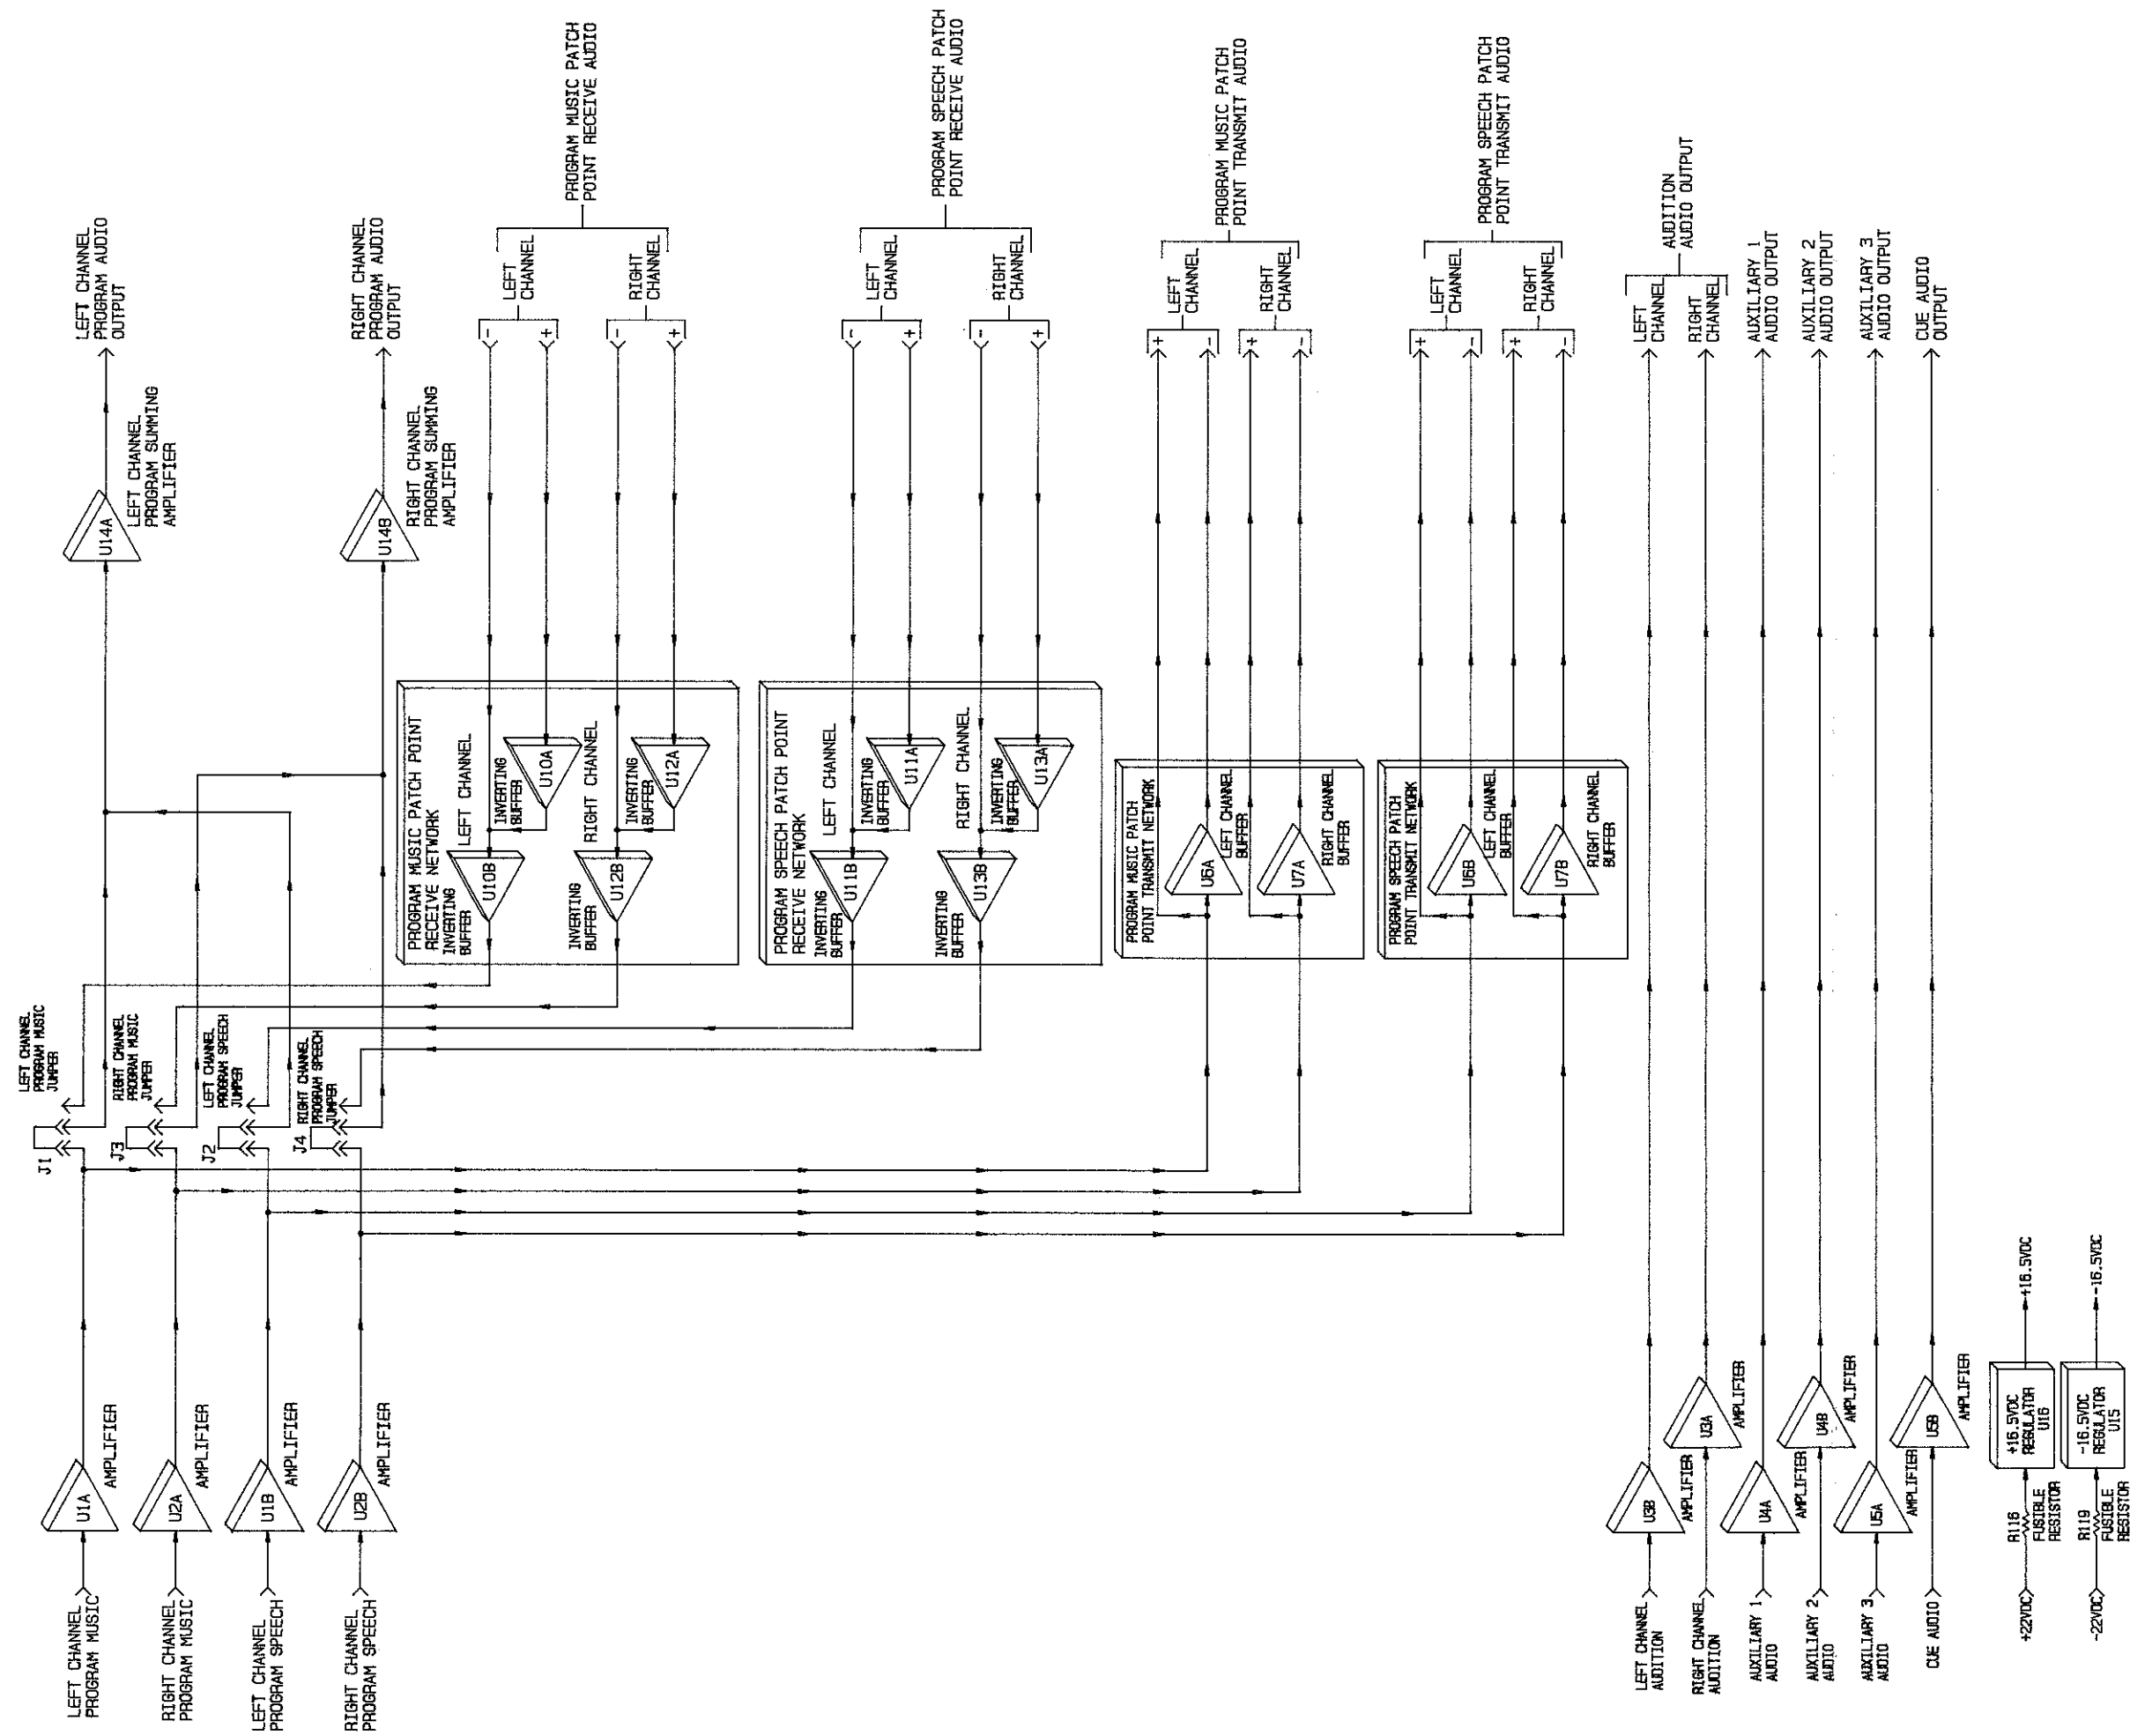 LEFT CHANNEL
PROGRAM MUSIC
U1A
AMPLIFIER
J1
LEFT CHANNEL
PROGRAM MUSIC
JUMPER
U14A
LEFT CHANNEL
PROGRAM SUMMING
AMPLIFIER
LEFT CHANNEL
PROGRAM AUDIO
OUTPUT
RIGHT CHANNEL
PROGRAM MUSIC
U2A
AMPLIFIER
J3
RIGHT CHANNEL
PROGRAM MUSIC
JUMPER
LEFT CHANNEL
PROGRAM SPEECH
U1B
AMPLIFIER
J2
LEFT CHANNEL
PROGRAM SPEECH
JUMPER
RIGHT CHANNEL
PROGRAM SPEECH
U2B
AMPLIFIER
J4
RIGHT CHANNEL
PROGRAM SPEECH
JUMPER
U14B
RIGHT CHANNEL
PROGRAM SUMMING
AMPLIFIER
RIGHT CHANNEL
PROGRAM AUDIO
OUTPUT
PROGRAM MUSIC PATCH POINT
RECEIVE NETWORK
INVERTING
BUFFER
U10B
LEFT CHANNEL
INVERTING
BUFFER
U10A
INVERTING
BUFFER
U12B
RIGHT CHANNEL
INVERTING
BUFFER
U12A
-
+
LEFT
CHANNEL
-
+
RIGHT
CHANNEL
PROGRAM MUSIC PATCH
POINT RECEIVE AUDIO
PROGRAM SPEECH PATCH POINT
RECEIVE NETWORK
INVERTING
BUFFER
U11B
LEFT CHANNEL
INVERTING
BUFFER
U11A
INVERTING
BUFFER
U13B
RIGHT CHANNEL
INVERTING
BUFFER
U13A
-
+
LEFT
CHANNEL
-
+
RIGHT
CHANNEL
PROGRAM SPEECH PATCH
POINT RECEIVE AUDIO
PROGRAM MUSIC PATCH
POINT TRANSMIT NETWORK
U6A
LEFT CHANNEL
BUFFER
U7A
RIGHT CHANNEL
BUFFER
+
-
LEFT
CHANNEL
+
-
RIGHT
CHANNEL
PROGRAM MUSIC PATCH
POINT TRANSMIT AUDIO
PROGRAM SPEECH PATCH
POINT TRANSMIT NETWORK
U6B
LEFT CHANNEL
BUFFER
U7B
RIGHT CHANNEL
BUFFER
+
-
LEFT
CHANNEL
+
-
RIGHT
CHANNEL
PROGRAM SPEECH PATCH
POINT TRANSMIT AUDIO
LEFT CHANNEL
AUDITION
U3B
AMPLIFIER
LEFT
CHANNEL
RIGHT CHANNEL
AUDITION
U3A
AMPLIFIER
RIGHT
CHANNEL
AUDITION
AUDIO OUTPUT
AUXILIARY 1
AUDIO
U4A
AMPLIFIER
AUXILIARY 1
AUDIO OUTPUT
AUXILIARY 2
AUDIO
U4B
AMPLIFIER
AUXILIARY 2
AUDIO OUTPUT
AUXILIARY 3
AUDIO
U5A
AMPLIFIER
AUXILIARY 3
AUDIO OUTPUT
CUE AUDIO
U5B
AMPLIFIER
CUE AUDIO
OUTPUT
+22VDC
R116
FUSIBLE
RESISTOR
+16.5VDC
REGULATOR
U16
+16.5VDC
-22VDC
R119
FUSIBLE
RESISTOR
-16.5VDC
REGULATOR
U15
-16.5VDC